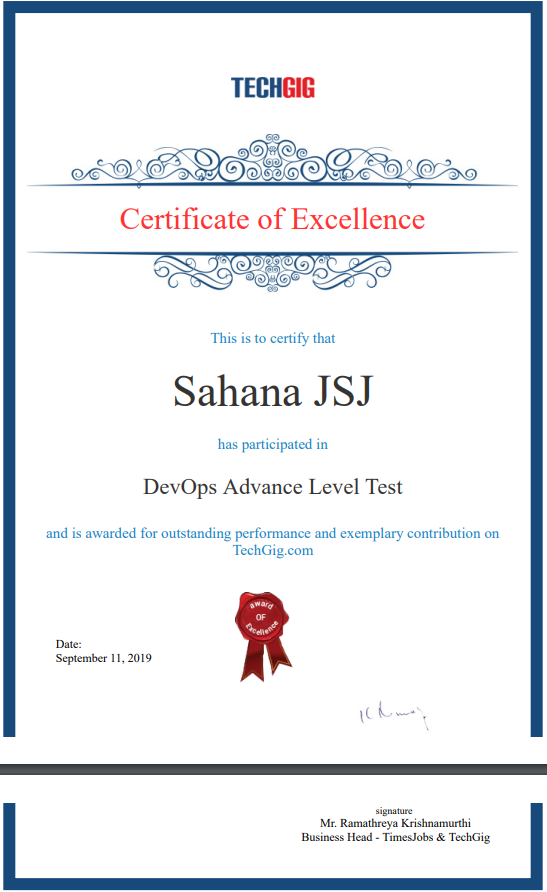 TECHGIG
Certificate of Excellence
This is to certify that
Sahana JSJ
has participated in
DevOps Advance Level Test
and is awarded for outstanding performance and exemplary contribution on
TechGig.com
award
OF
Excellence
Date:
September 11, 2019
signature
Mr. Ramathreya Krishnamurthi
Business Head - TimesJobs & TechGig